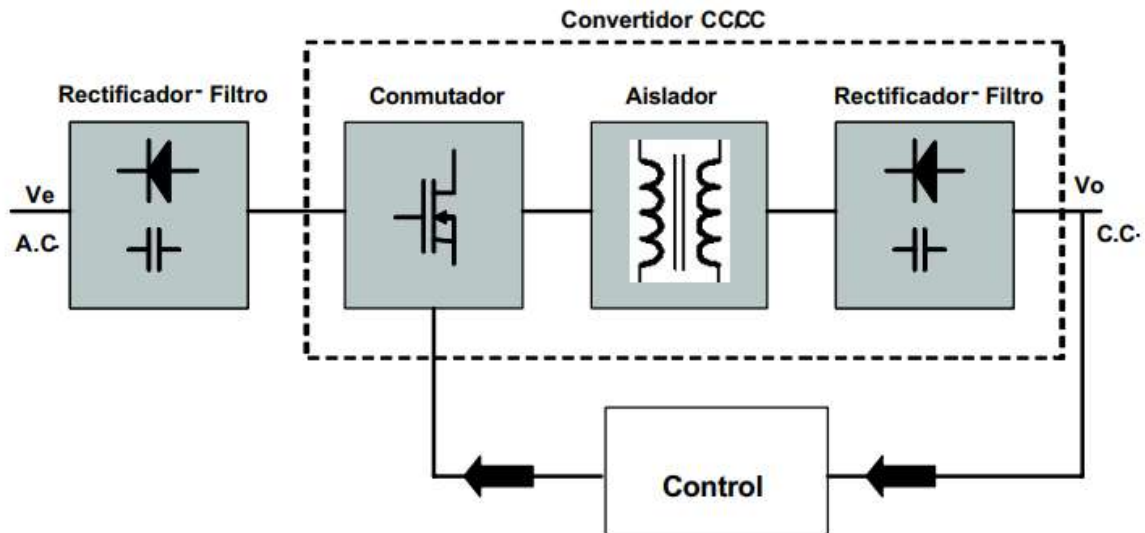 Convertidor CCCC
Rectificador- Filtro
Conmutador
Aislador
Rectificador- Filtro
Ve
A.C.
Vo
C.C.
Control